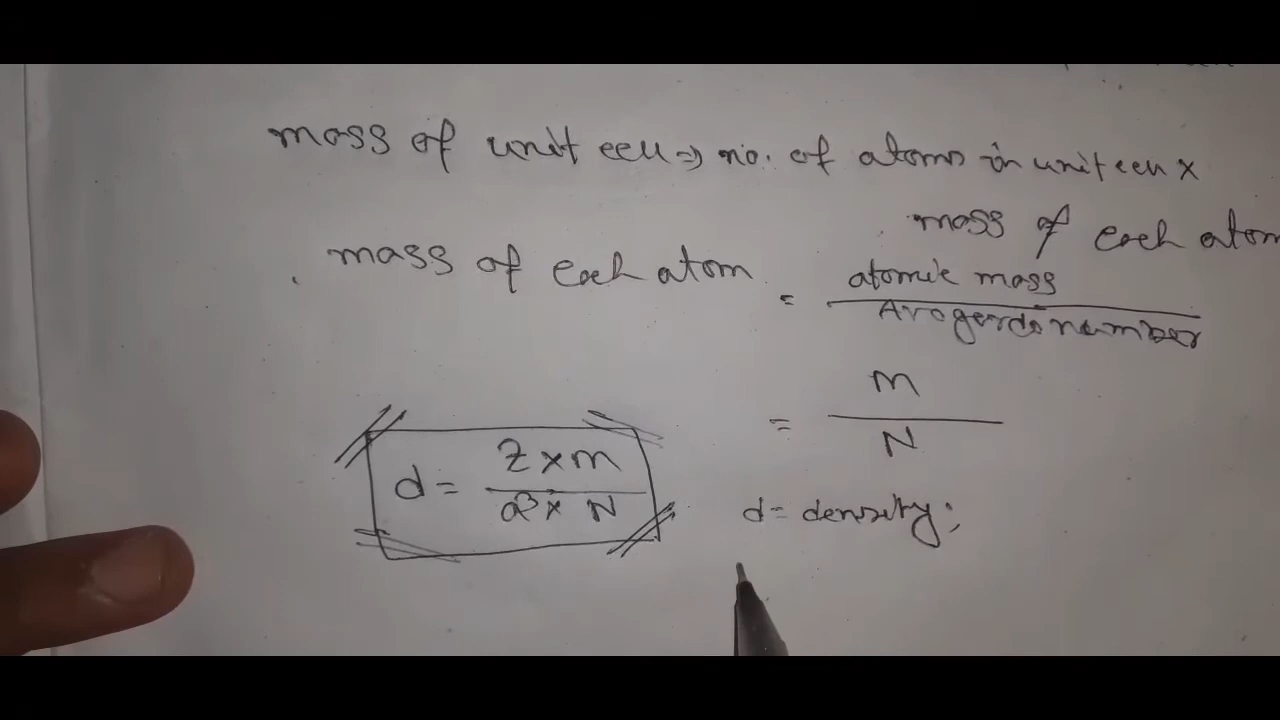 mass of unit cell ⇒ no. of atoms in unit cell ×
mass of each atom
mass of each atom = atomic mass / Avogerdo number
= m / N
d = Z × m / a³ × N
d = density;